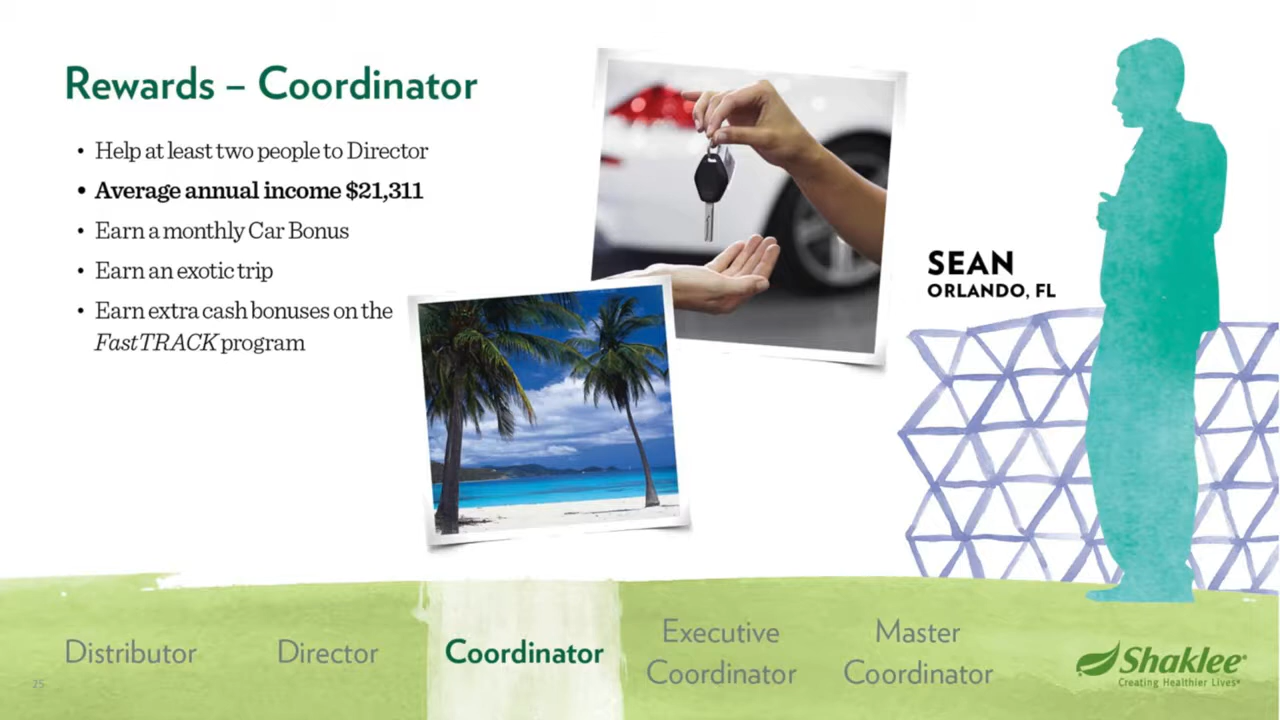 Rewards – Coordinator
• Help at least two people to Director
• Average annual income $21,311
• Earn a monthly Car Bonus
• Earn an exotic trip
• Earn extra cash bonuses on the
FastTRACK program
SEAN
ORLANDO, FL
Distributor
Director
Coordinator
Executive
Coordinator
Master
Coordinator
Shaklee®
Creating Healthier Lives®
25